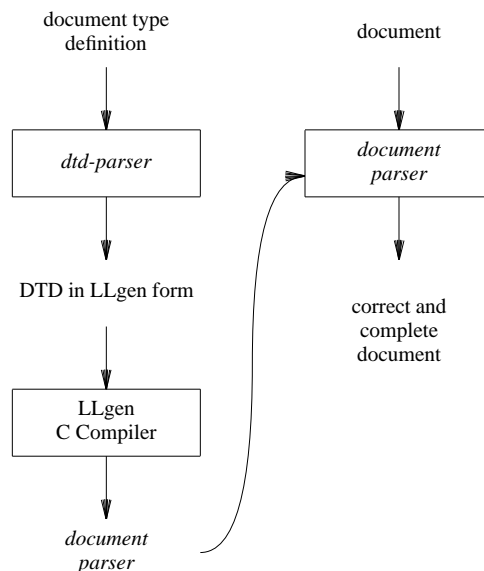 document type
definition
dtd-parser
DTD in LLgen form
LLgen
C Compiler
document
parser
document
document
parser
correct and
complete
document